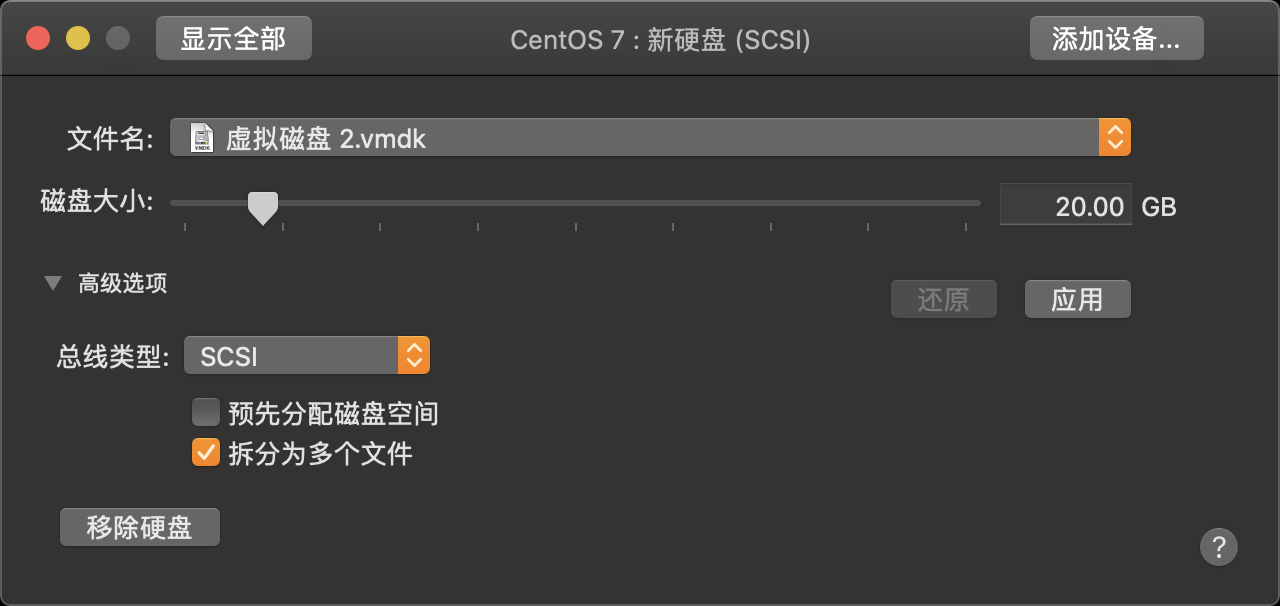 显示全部
CentOS 7 : 新硬盘 (SCSI)
添加设备...
文件名:
VMDK
虚拟磁盘 2.vmdk
磁盘大小:
20.00 GB
高级选项
还原
应用
总线类型:
SCSI
预先分配磁盘空间
拆分为多个文件
移除硬盘
?